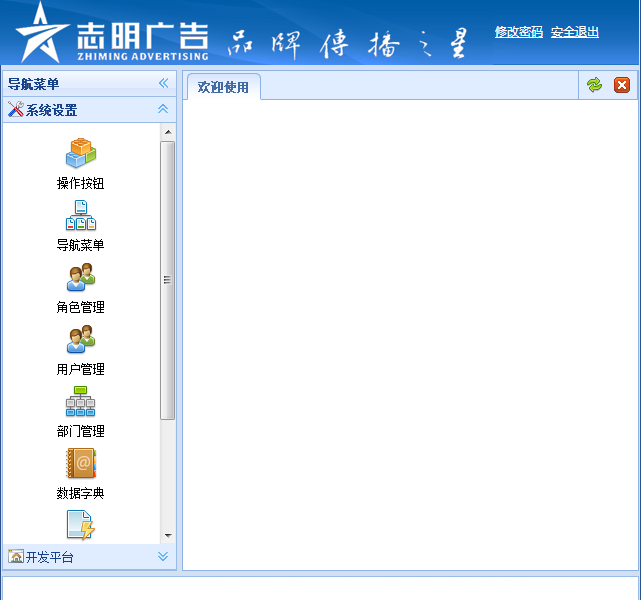 志明广告
ZHIMING ADVERTISING
品牌傳播之星
修改密码 安全退出
导航菜单
系统设置
欢迎使用
操作按钮
导航菜单
角色管理
用户管理
部门管理
数据字典
开发平台